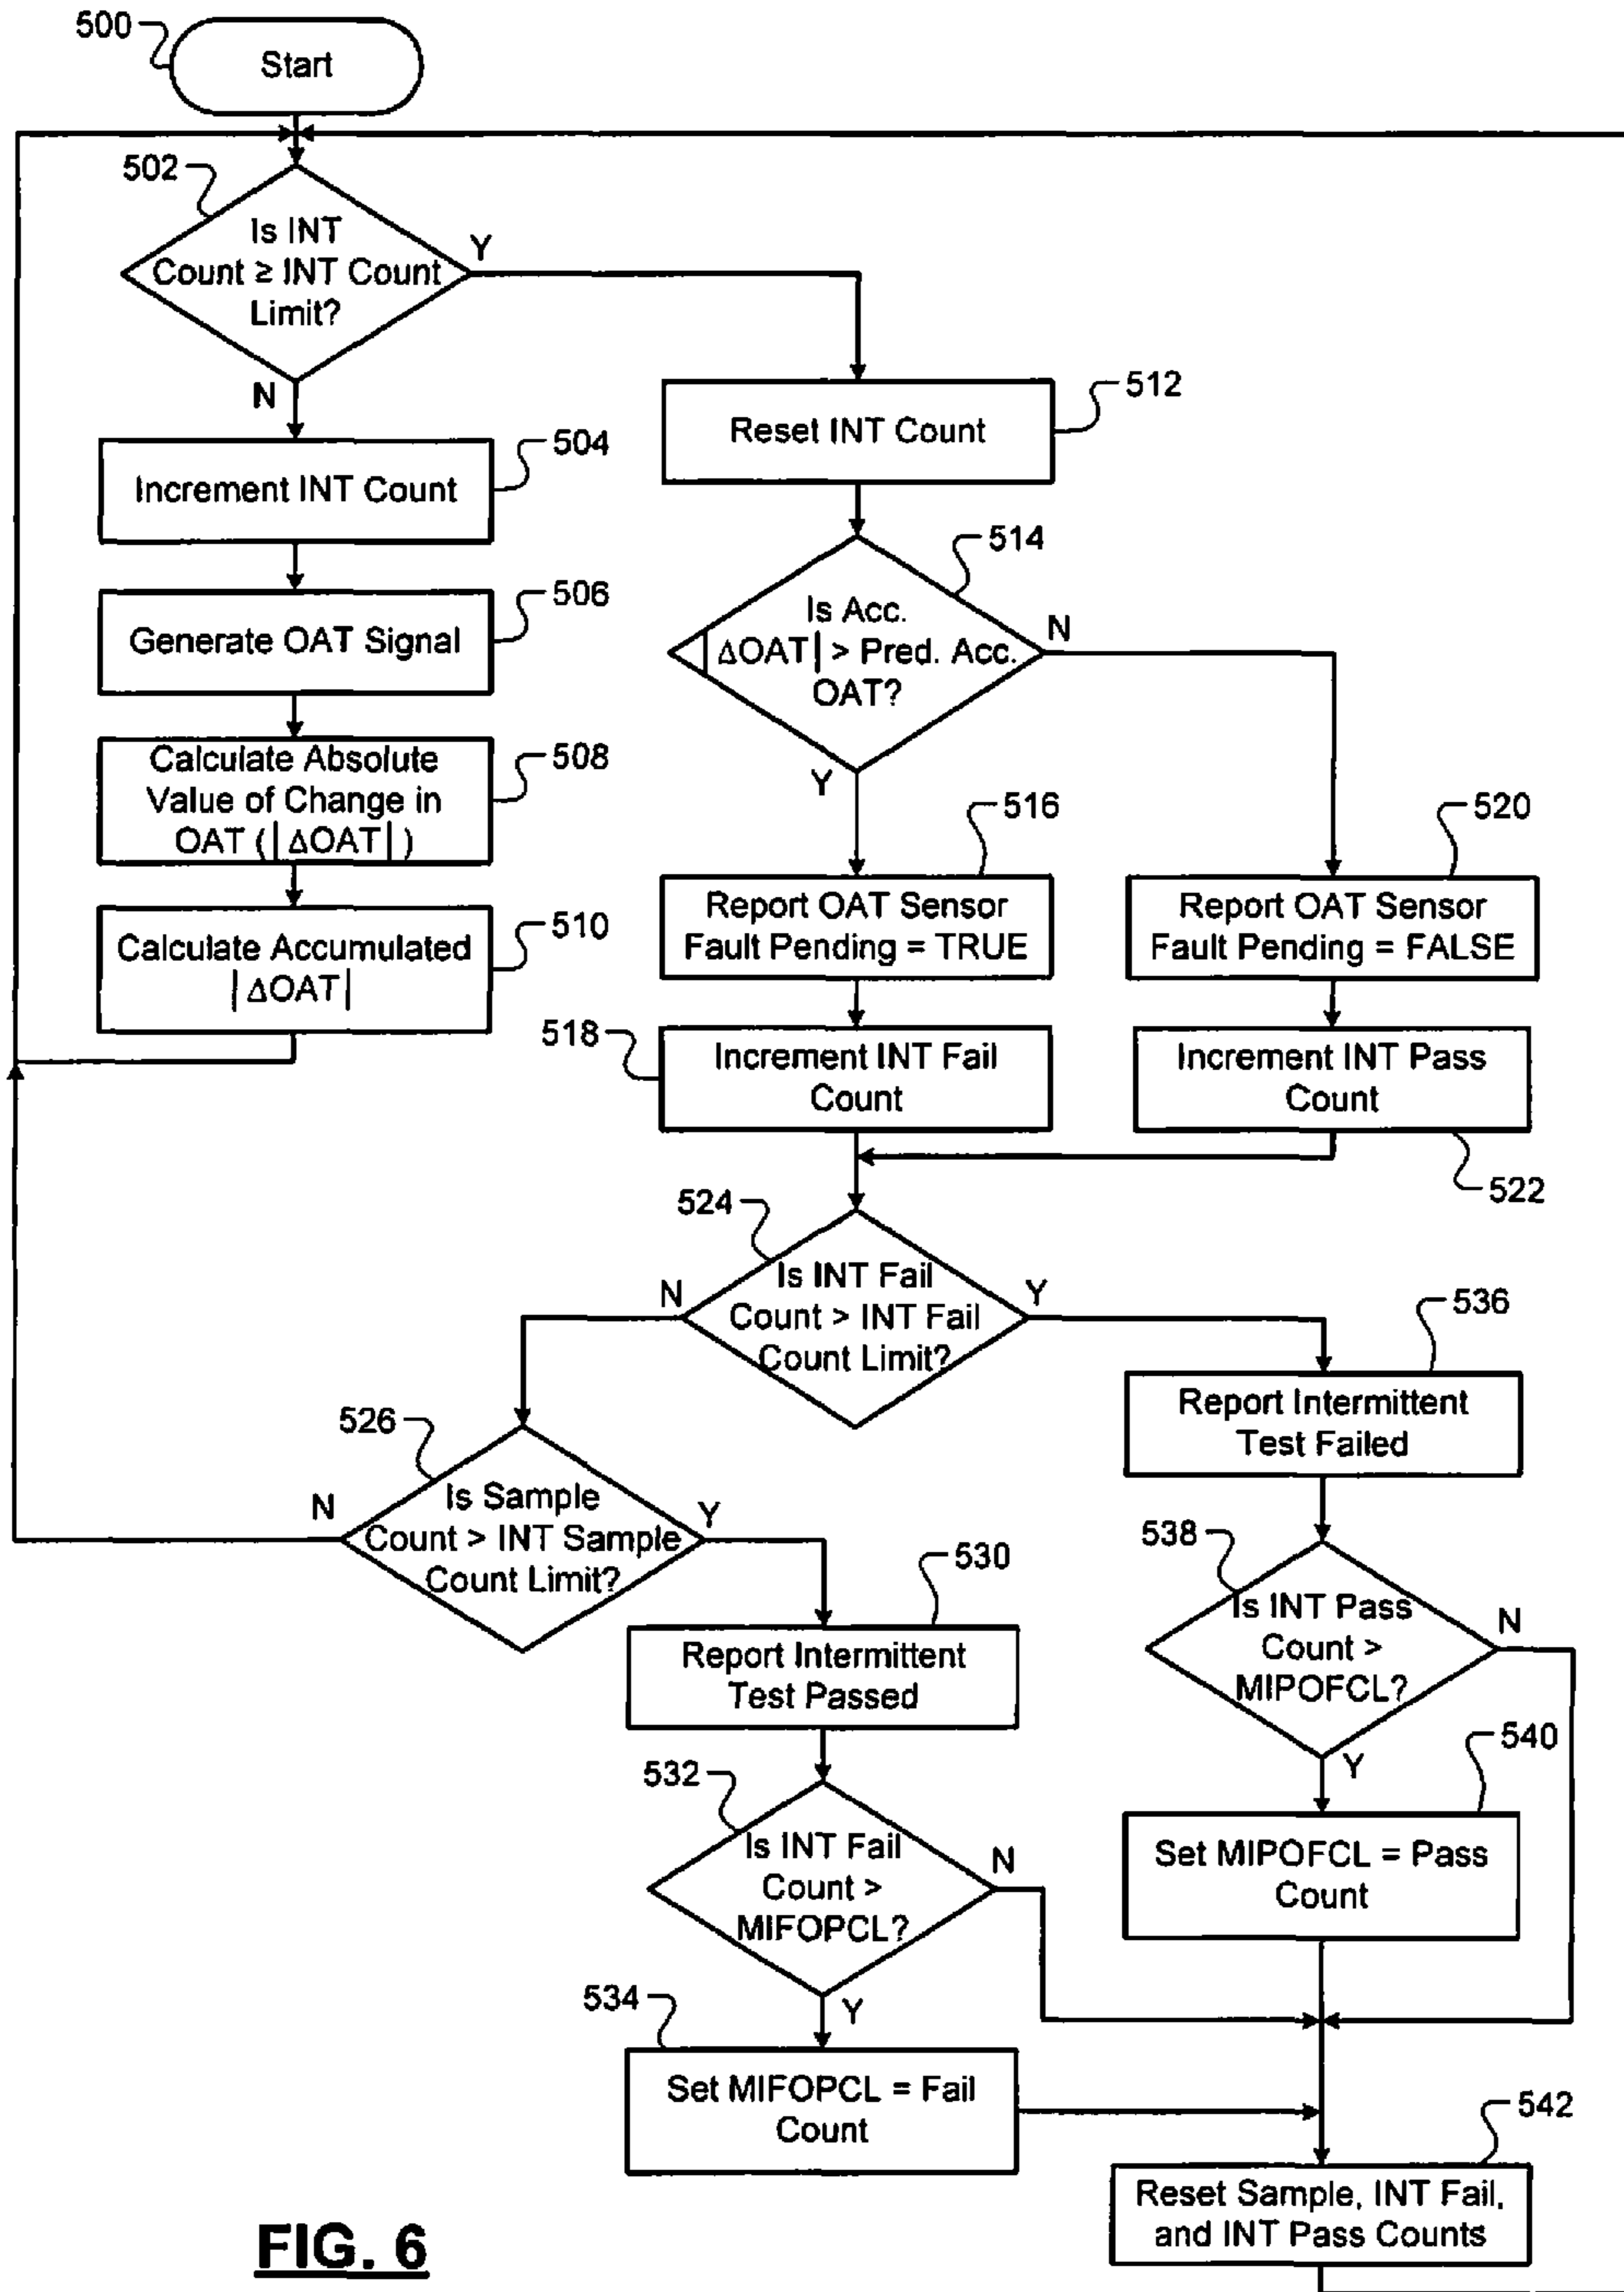 500
Start
502
Is INT
Count ≥ INT Count
Limit?
Y
N
504
Increment INT Count
506
Generate OAT Signal
508
Calculate Absolute
Value of Change in
OAT (|ΔOAT|)
510
Calculate Accumulated
|ΔOAT|
512
Reset INT Count
514
Is Acc.
|ΔOAT| > Pred. Acc.
OAT?
N
Y
516
Report OAT Sensor
Fault Pending = TRUE
520
Report OAT Sensor
Fault Pending = FALSE
518
Increment INT Fail
Count
Increment INT Pass
Count
522
524
Is INT Fail
Count > INT Fail
Count Limit?
N
Y
536
Report Intermittent
Test Failed
526
Is Sample
Count > INT Sample
Count Limit?
N
Y
530
Report Intermittent
Test Passed
538
Is INT Pass
Count >
MIPOFCL?
N
Y
540
Set MIPOFCL = Pass
Count
532
Is INT Fail
Count >
MIFOPCL?
N
Y
534
Set MIFOPCL = Fail
Count
542
Reset Sample, INT Fail,
and INT Pass Counts
FIG. 6